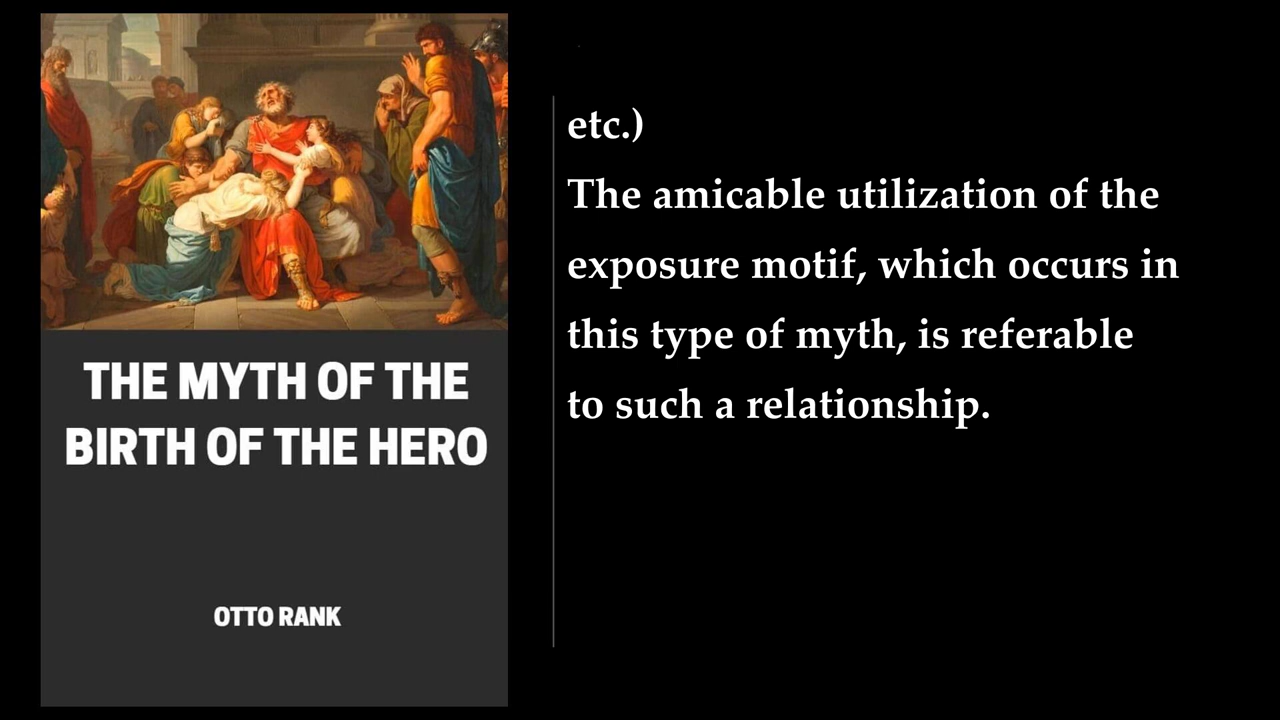 THE MYTH OF THE
BIRTH OF THE HERO
OTTO RANK
etc.)
The amicable utilization of the
exposure motif, which occurs in
this type of myth, is referable
to such a relationship.